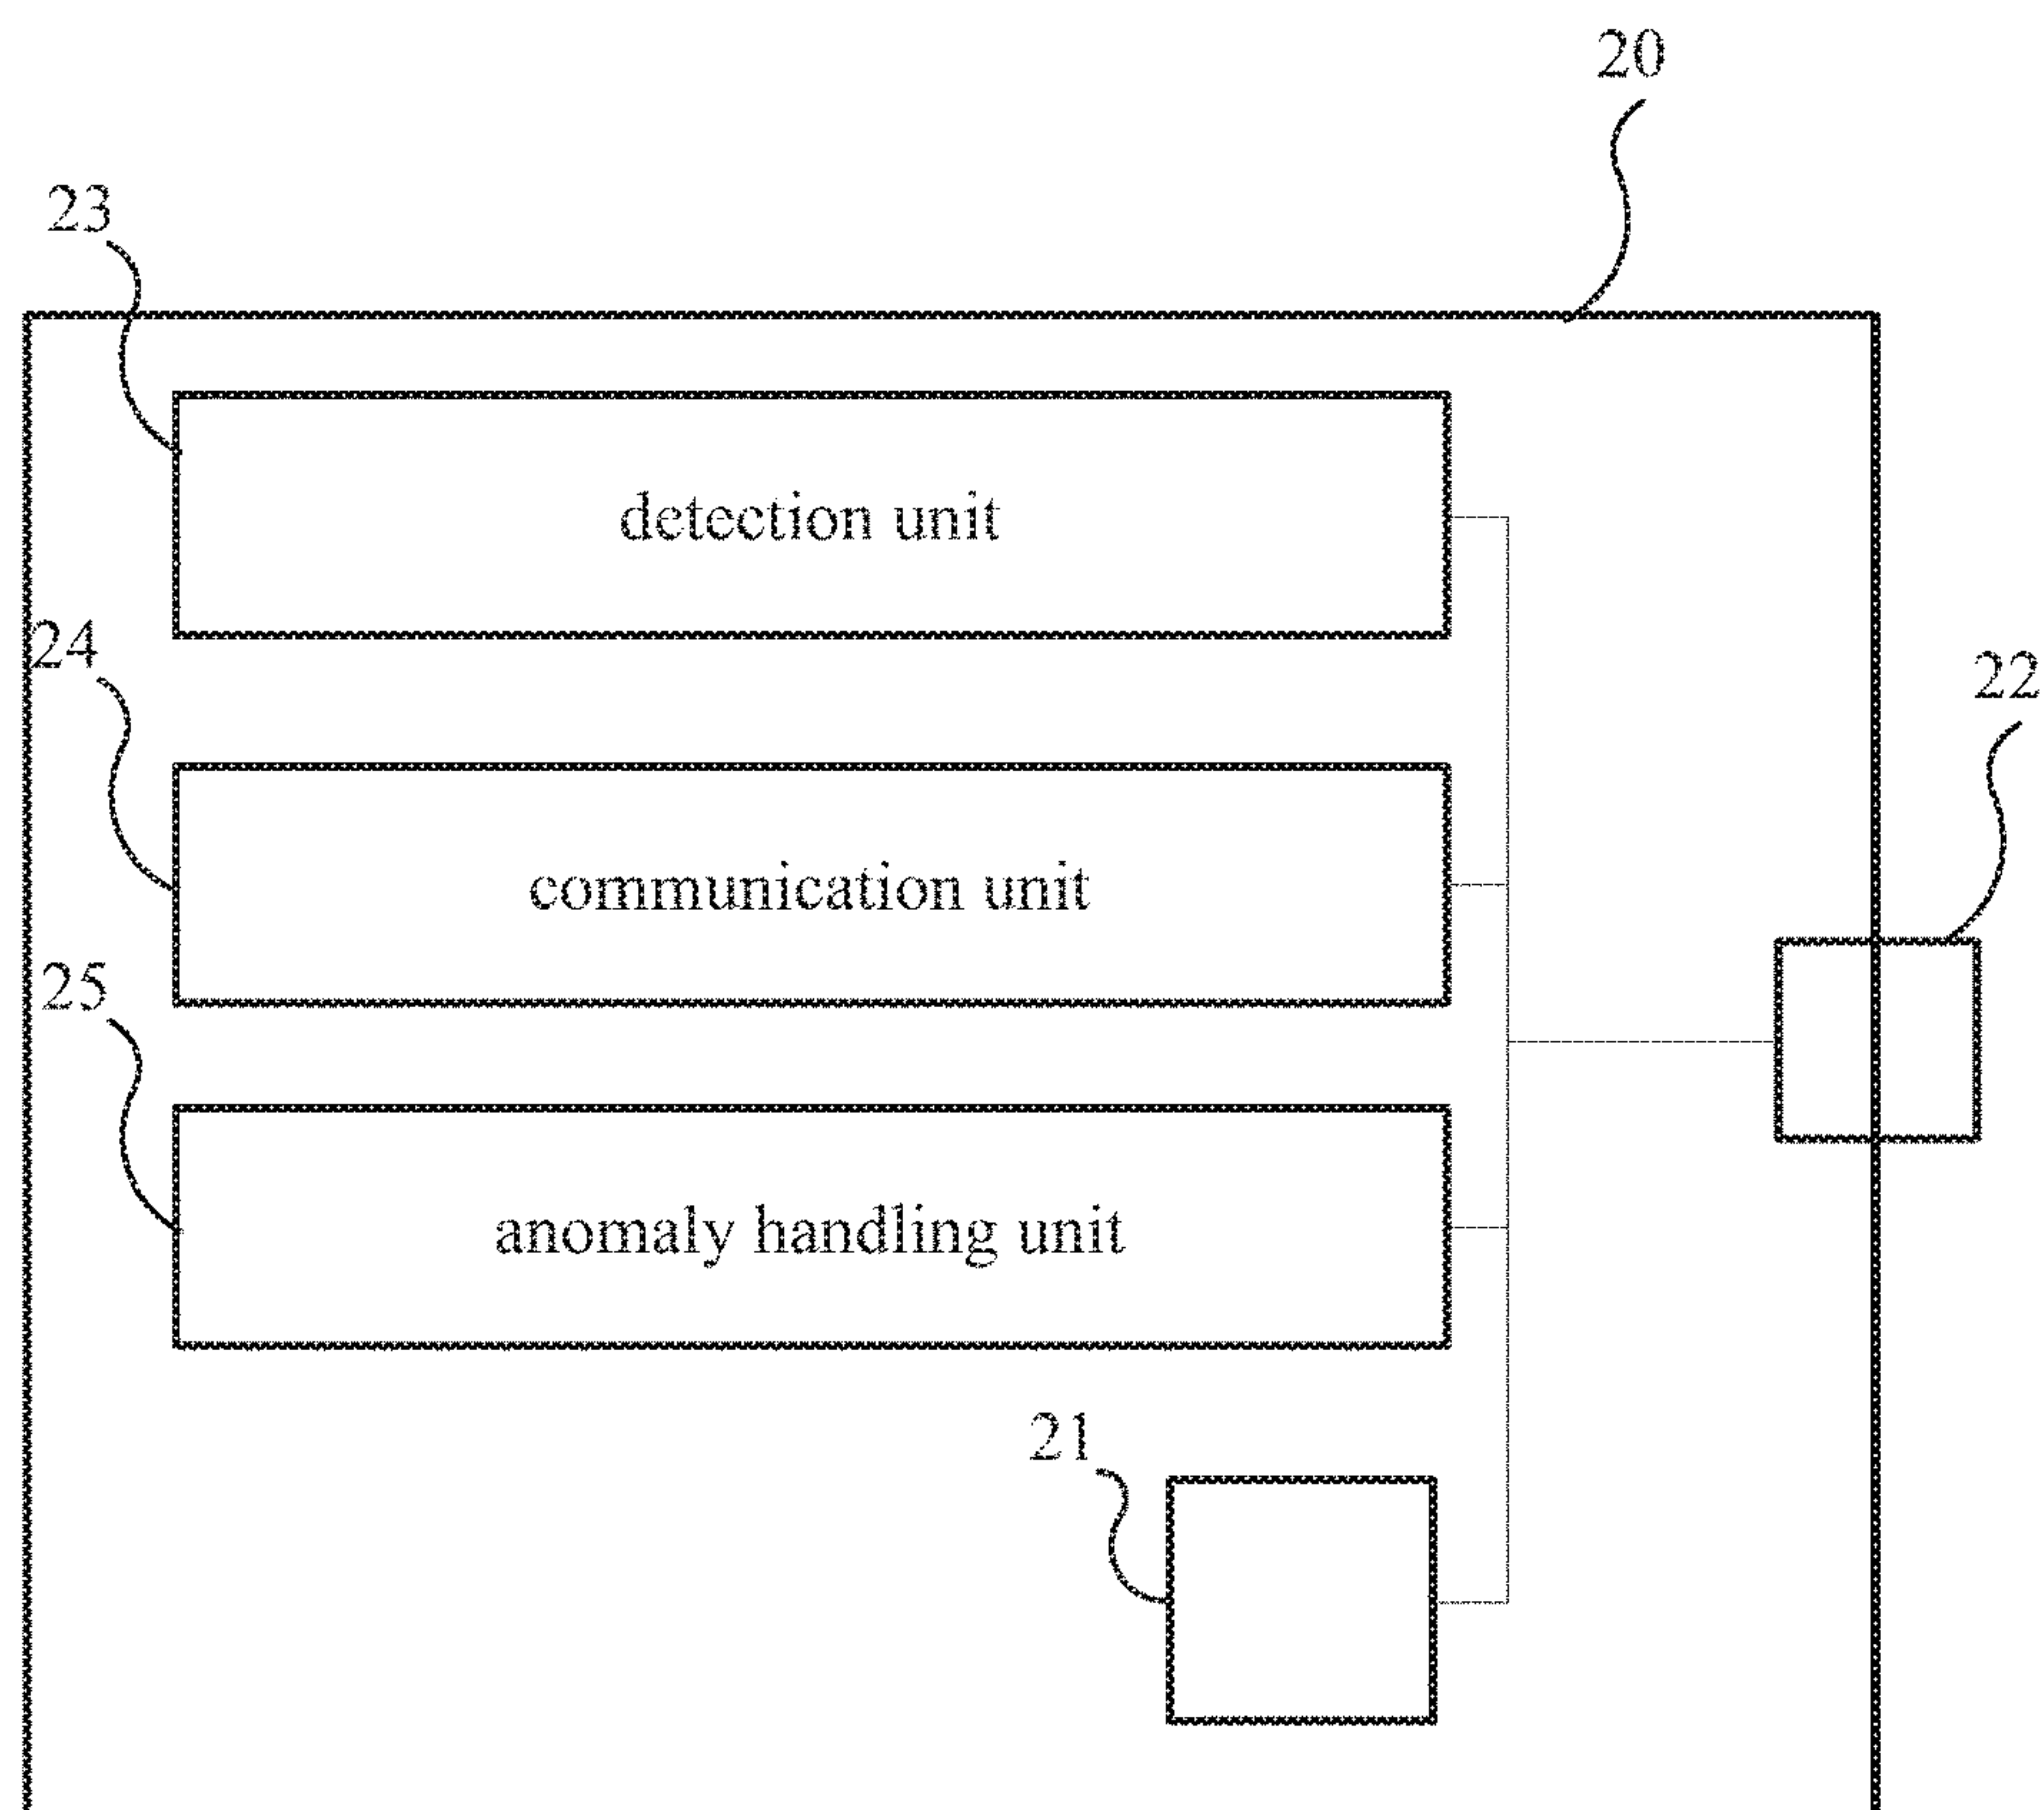 20
23
detection unit
24
22
communication unit
25
anomaly handling unit
21